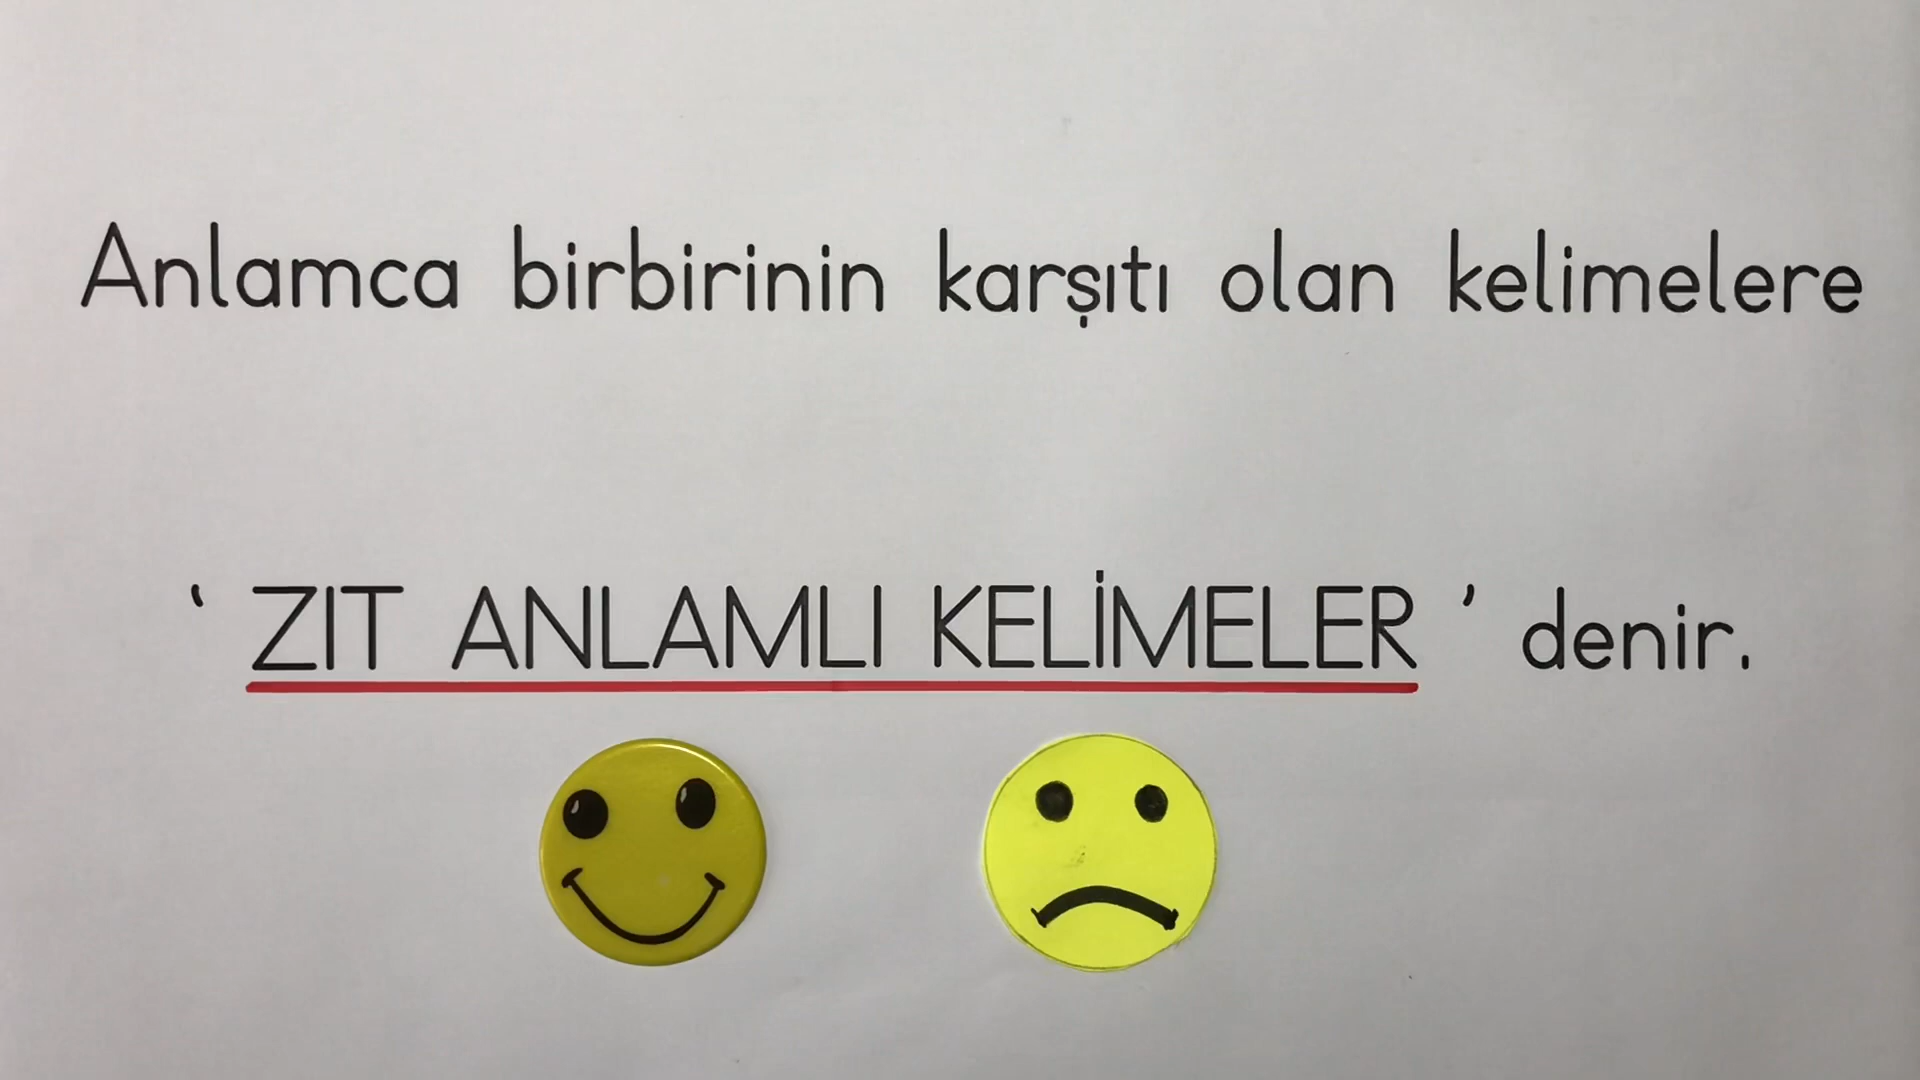 Anlamca birbirinin karşıtı olan kelimelere
‘ ZIT ANLAMLI KELİMELER ’ denir.